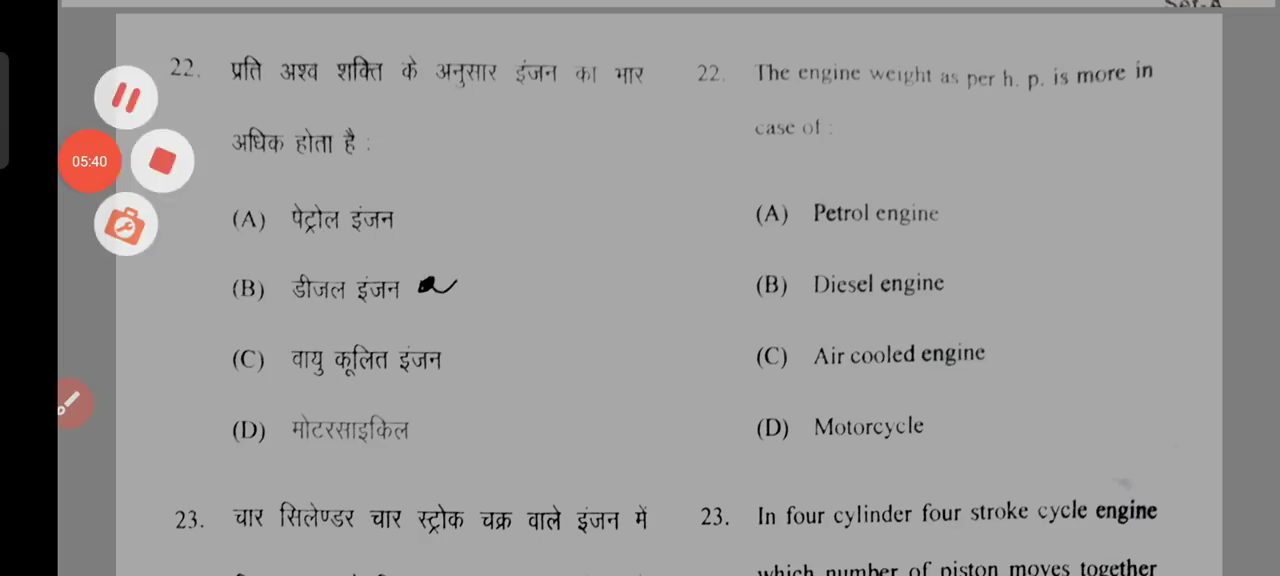 22. प्रति अश्व शक्ति के अनुसार इंजन का भार
अधिक होता है :
(A) पेट्रोल इंजन
(B) डीजल इंजन
(C) वायु कूलित इंजन
(D) मोटरसाइकिल
23. चार सिलेण्डर चार स्ट्रोक चक्र वाले इंजन में
22. The engine weight as per h. p. is more in
case of :
(A) Petrol engine
(B) Diesel engine
(C) Air cooled engine
(D) Motorcycle
23. In four cylinder four stroke cycle engine
which number of piston moves together
05:40